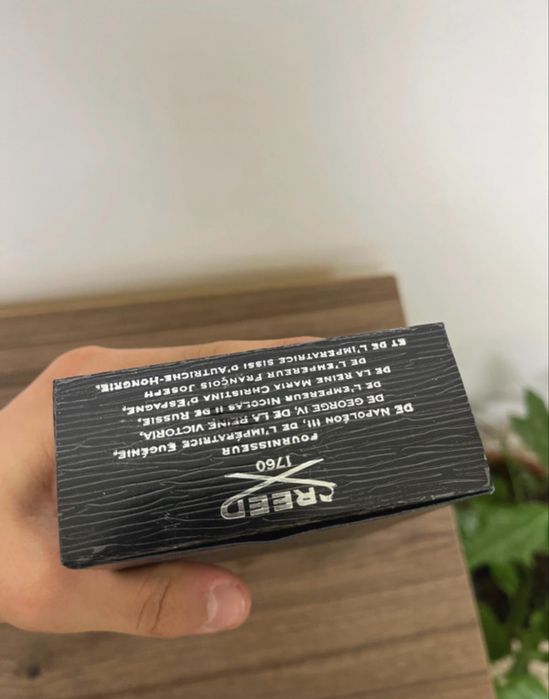 CREED
1760
FOURNISSEUR
DE NAPOLÉON III, DE L'IMPÉRATRICE EUGÉNIE,
DE GEORGE IV, DE LA REINE VICTORIA,
DE L'EMPEREUR NICOLAS DE RUSSIE,
DE LA REINE MARIA CHRISTINA D'ESPAGNE,
DE L'EMPEREUR FRANÇOIS JOSEPH
ET DE L'IMPÉRATRICE SISSI D'AUTRICHE-HONGRIE.